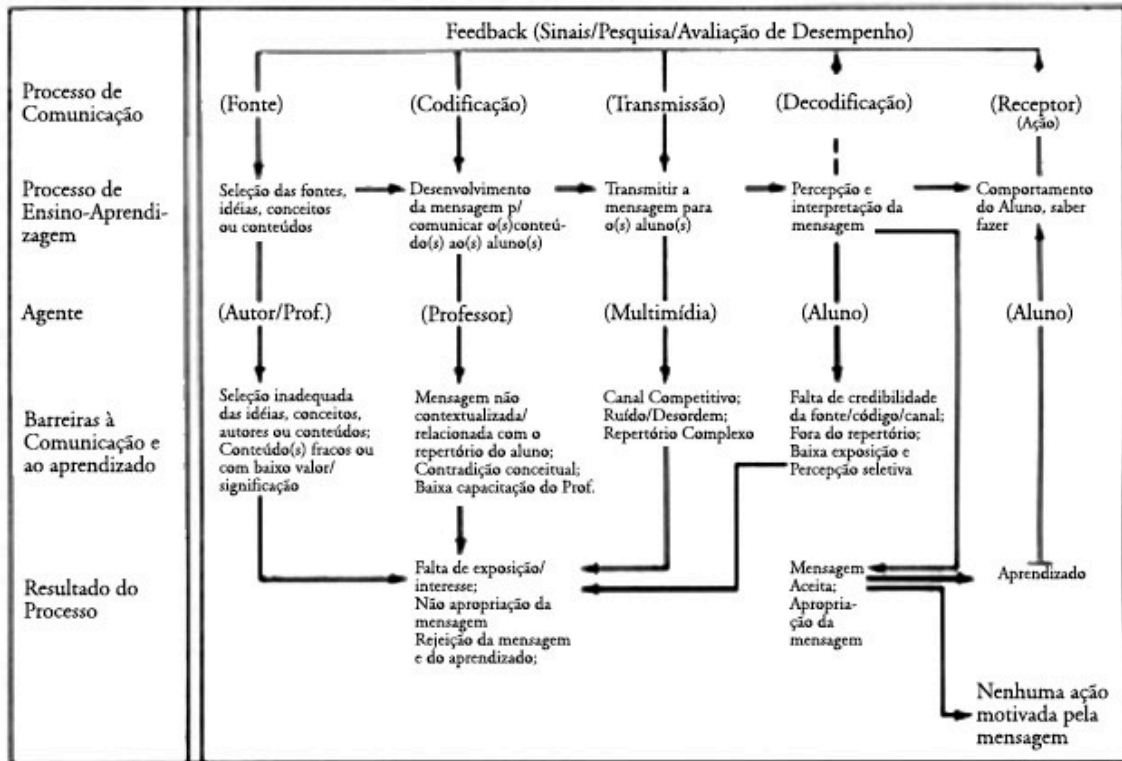 Feedback (Sinais/Pesquisa/Avaliação de Desempenho)
Processo de
Comunicação
(Fonte)
(Codificação)
(Transmissão)
(Decodificação)
(Receptor)
(Ação)
Processo de
Ensino-Aprendi-
zagem
Seleção das fontes,
idéias, conceitos
ou conteúdos
Desenvolvimento
da mensagem p/
comunicar o(s)conteú-
do(s) ao(s) aluno(s)
Transmitir a
mensagem para
o(s) aluno(s)
Percepção e
interpretação da
mensagem
Comportamento
do Aluno, saber
fazer
Agente
(Autor/Prof.)
(Professor)
(Multimídia)
(Aluno)
(Aluno)
Barreiras à
Comunicação e
ao aprendizado
Seleção inadequada
das idéias, conceitos,
autores ou conteúdos;
Conteúdo(s) fracos ou
com baixo valor/
significação
Mensagem não
contextualizada/
relacionada com o
repertório do aluno;
Contradição conceitual;
Baixa capacitação do Prof.
Canal Competitivo;
Ruído/Desordem;
Repertório Complexo
Falta de credibilidade
da fonte/código/canal;
Fora do repertório;
Baixa exposição e
Percepção seletiva
Resultado do
Processo
Falta de exposição/
interesse;
Não apropriação da
mensagem
Rejeição da mensagem
e do aprendizado;
Mensagem
Aceita;
Apropria-
ção da
mensagem
Aprendizado
Nenhuma ação
motivada pela
mensagem